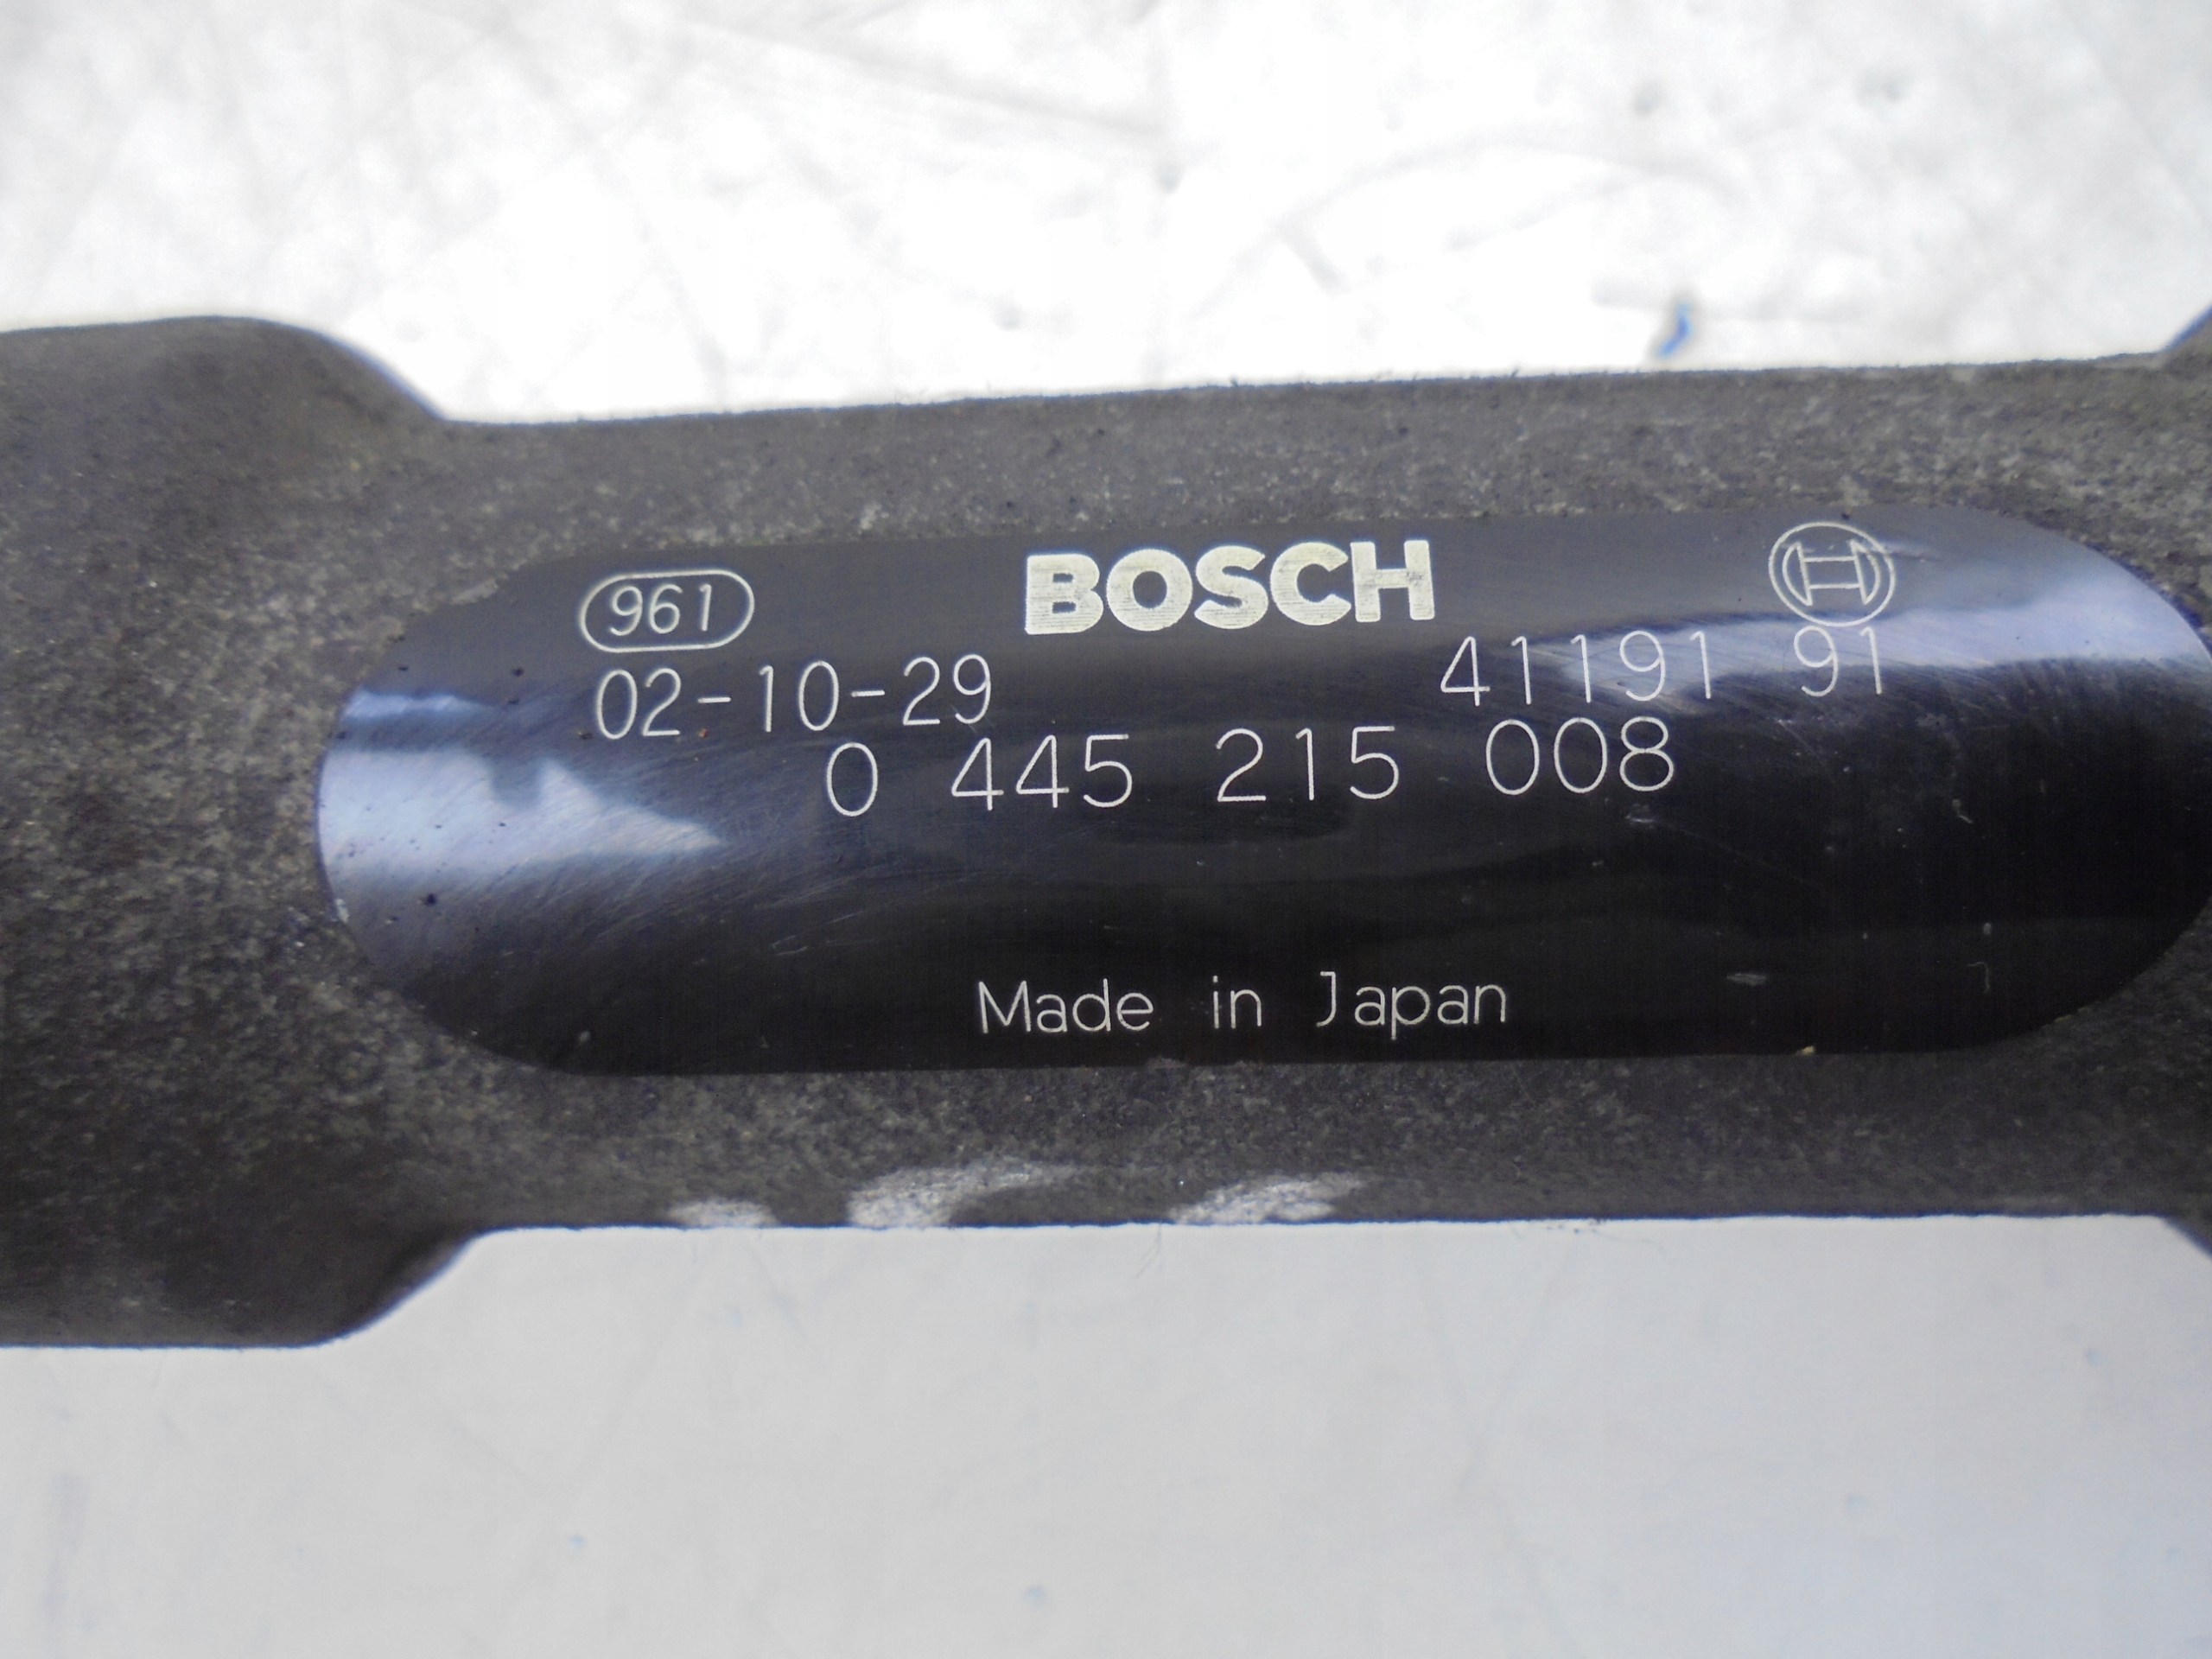 961 BOSCH
02-10-29 41191 91
0 445 215 008
Made in Japan